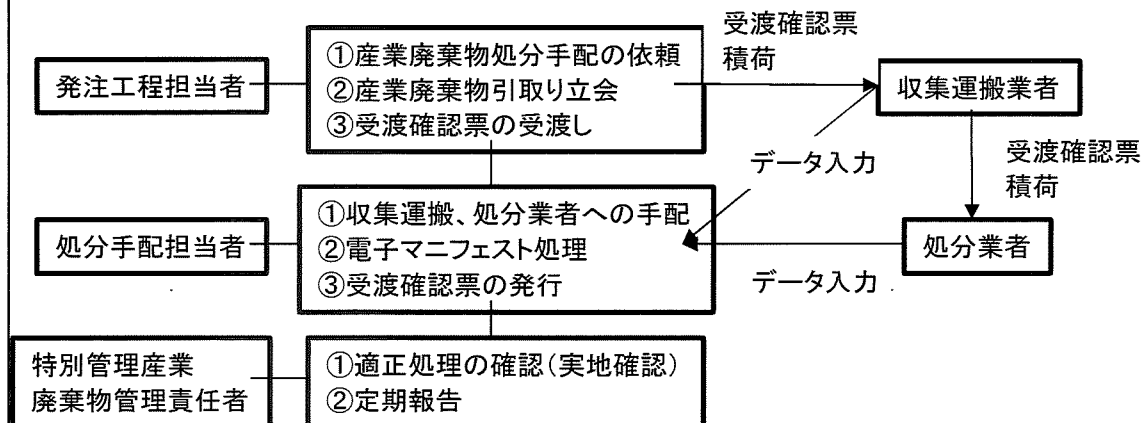 受渡確認票
積荷
発注工程担当者
①産業廃棄物処分手配の依頼
②産業廃棄物引取り立会
③受渡確認票の受渡し
収集運搬業者
データ入力
受渡確認票
積荷
処分手配担当者
①収集運搬、処分業者への手配
②電子マニフェスト処理
③受渡確認票の発行
処分業者
データ入力
特別管理産業
廃棄物管理責任者
①適正処理の確認(実地確認)
②定期報告